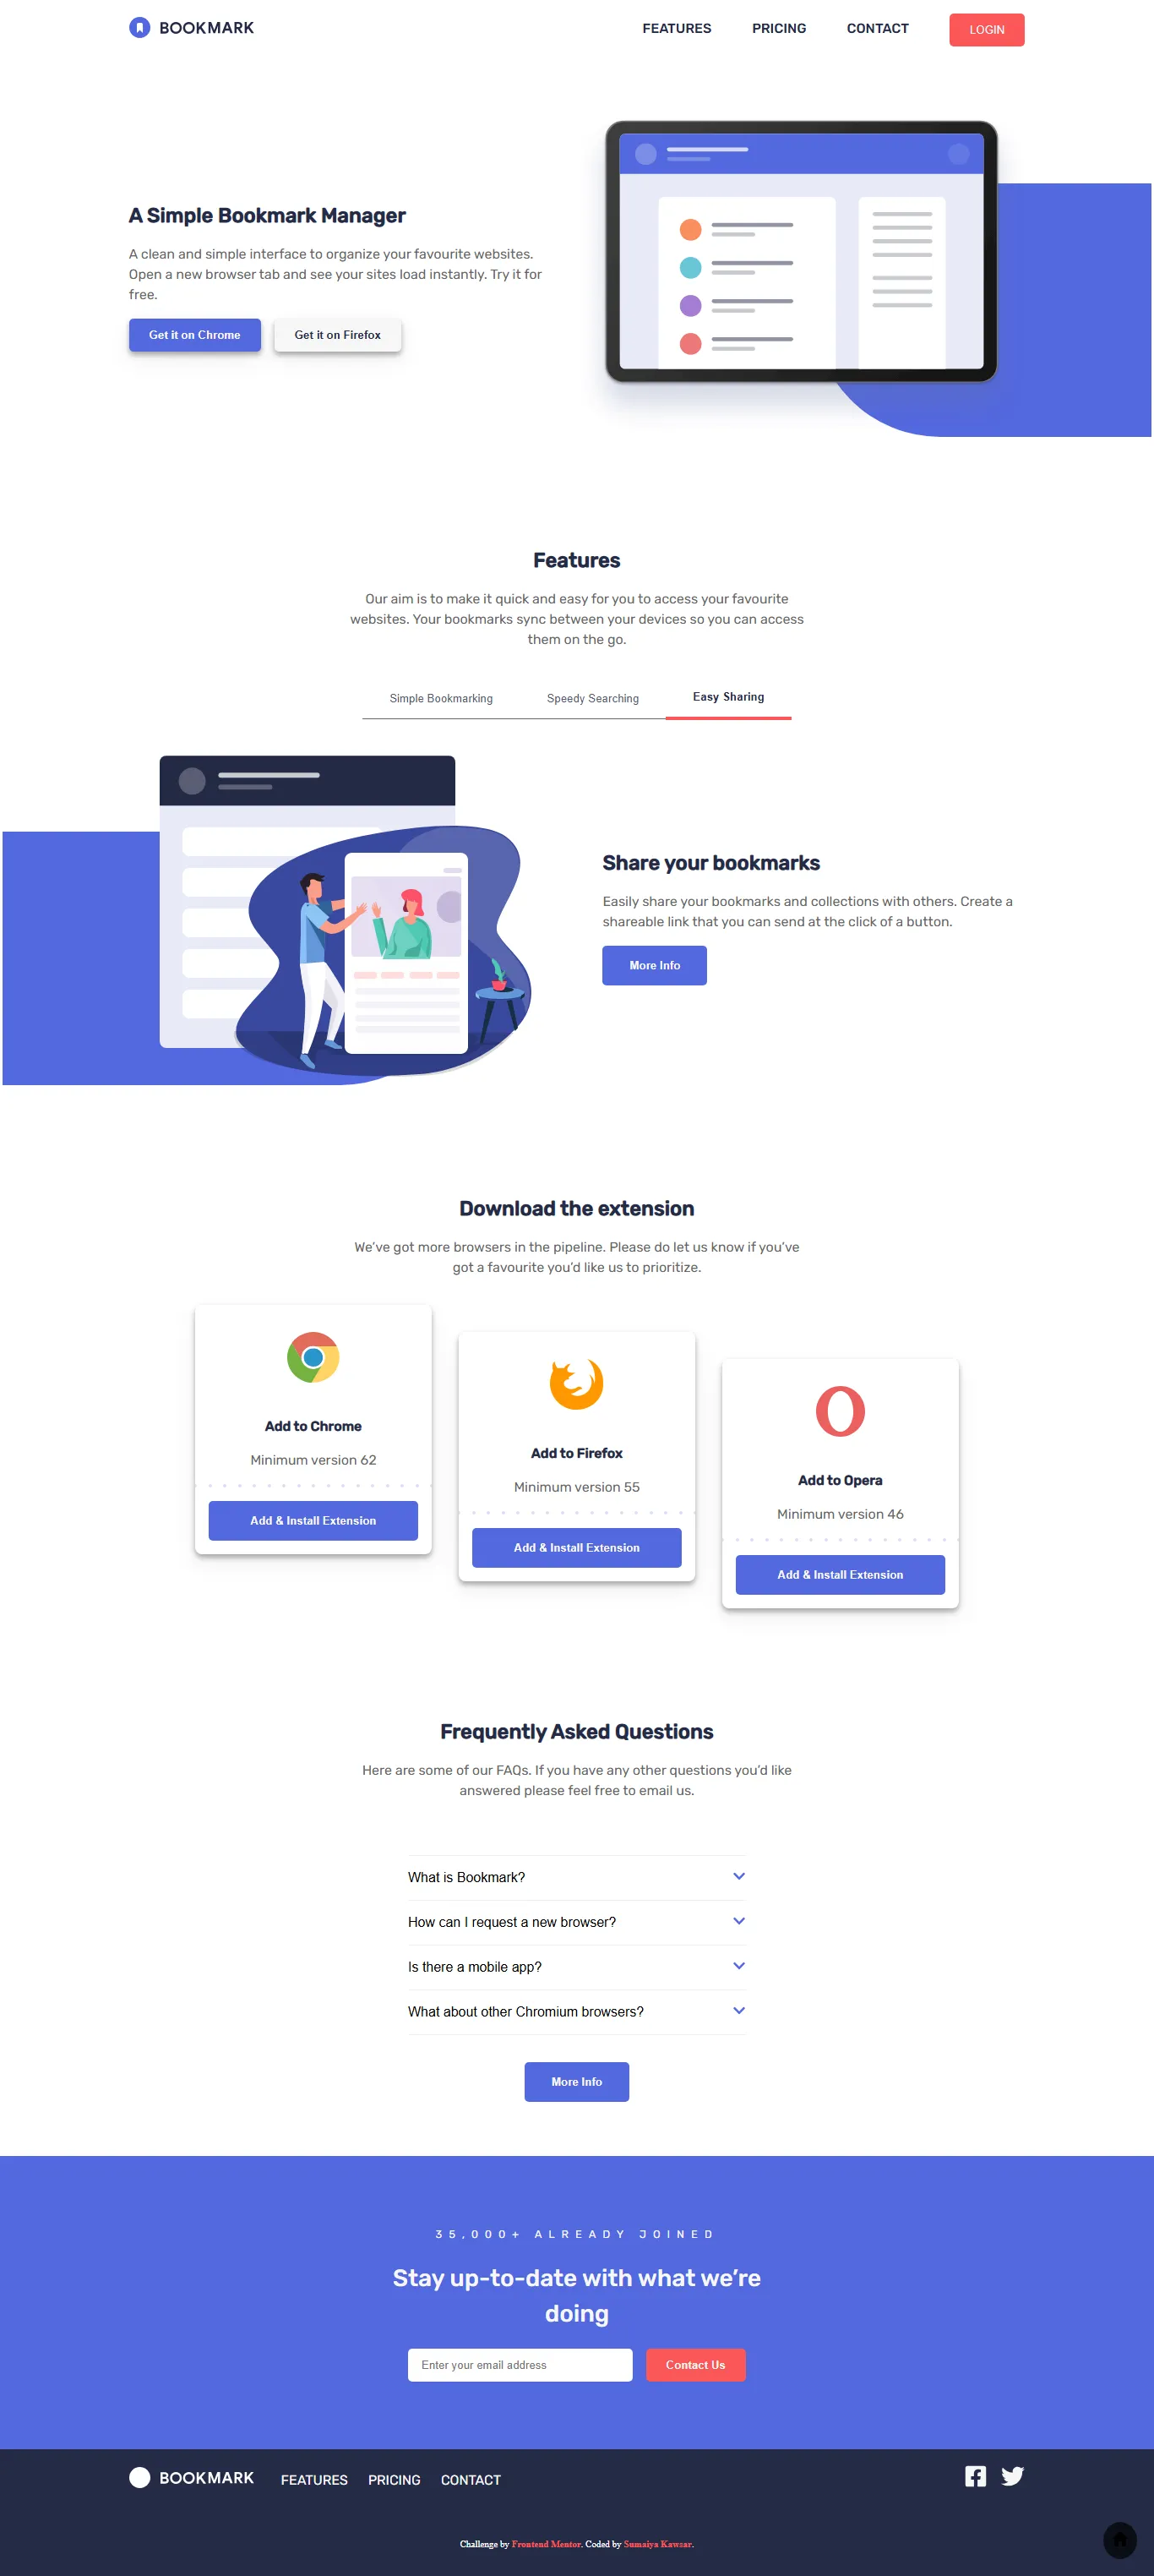 BOOKMARK
FEATURES PRICING CONTACT LOGIN
A Simple Bookmark Manager
A clean and simple interface to organize your favourite websites.
Open a new browser tab and see your sites load instantly. Try it for
free.
Get it on Chrome Get it on Firefox
Features
Our aim is to make it quick and easy for you to access your favourite
websites. Your bookmarks sync between your devices so you can access
them on the go.
Simple Bookmarking Speedy Searching Easy Sharing
Share your bookmarks
Easily share your bookmarks and collections with others. Create a
shareable link that you can send at the click of a button.
More Info
Download the extension
We’ve got more browsers in the pipeline. Please do let us know if you’ve
got a favourite you’d like us to prioritize.
Add to Chrome
Minimum version 62
Add & Install Extension
Add to Firefox
Minimum version 55
Add & Install Extension
Add to Opera
Minimum version 46
Add & Install Extension
Frequently Asked Questions
Here are some of our FAQs. If you have any other questions you’d like
answered please feel free to email us.
What is Bookmark?
How can I request a new browser?
Is there a mobile app?
What about other Chromium browsers?
More Info
35,000+ ALREADY JOINED
Stay up-to-date with what we’re
doing
Enter your email address Contact Us
BOOKMARK FEATURES PRICING CONTACT
Challenge by Frontend Mentor. Coded by Sumaiya Kawsar.